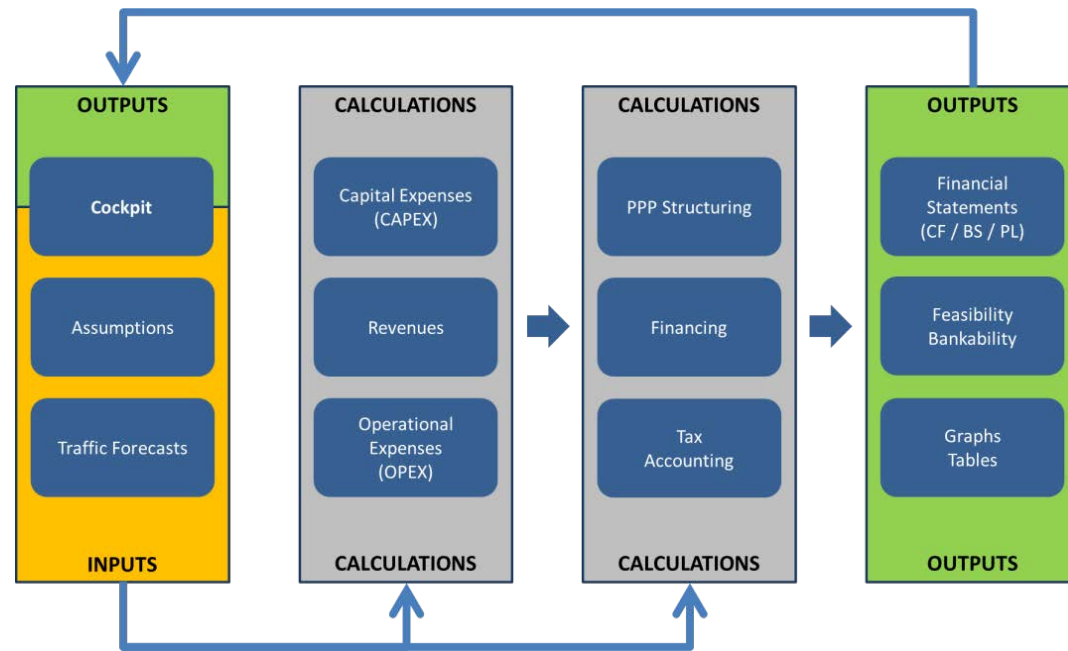 OUTPUTS
Cockpit
Assumptions
Traffic Forecasts
INPUTS
CALCULATIONS
Capital Expenses
(CAPEX)
Revenues
Operational
Expenses
(OPEX)
CALCULATIONS
CALCULATIONS
PPP Structuring
Financing
Tax
Accounting
CALCULATIONS
OUTPUTS
Financial
Statements
(CF / BS / PL)
Feasibility
Bankability
Graphs
Tables
OUTPUTS